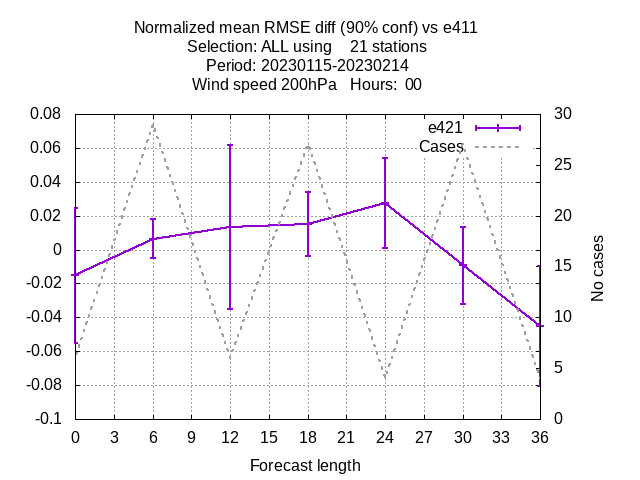 Normalized mean RMSE diff (90% conf) vs e411
Selection: ALL using    21 stations
Period: 20230115-20230214
Wind speed 200hPa   Hours:  00
e421
Cases
0.08
0.06
0.04
0.02
0
-0.02
-0.04
-0.06
-0.08
-0.1
30
25
20
15
10
5
0
No cases
0 3 6 9 12 15 18 21 24 27 30 33 36
Forecast length